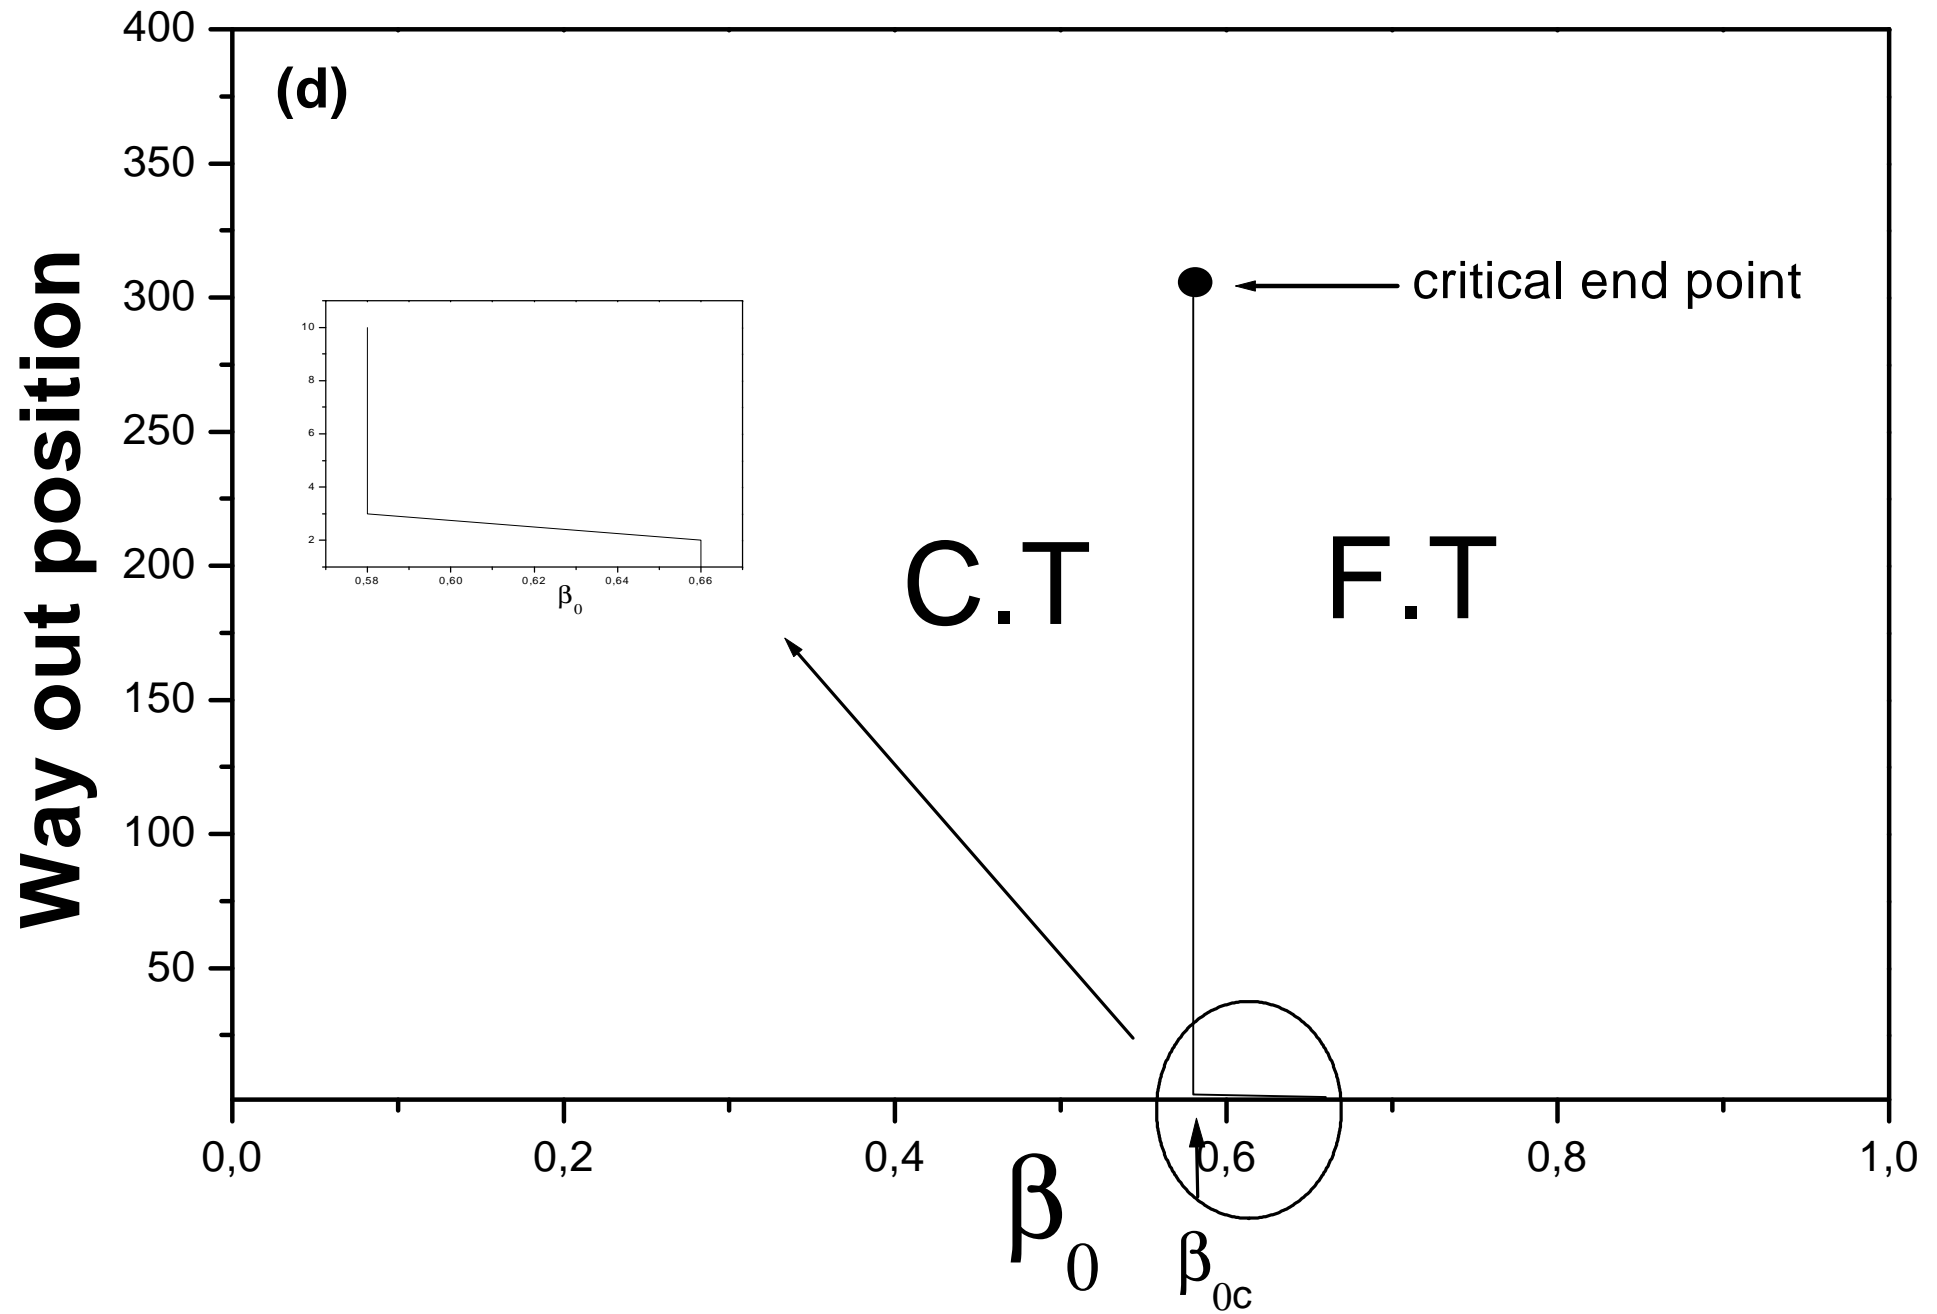 400
(d)
350
300
250
200
150
100
50
Way out position
critical end point
10
8
6
4
2
0,58 0,60 0,62 0,64 0,66
β0
C.T
F.T
0,0 0,2 0,4 0,6 0,8 1,0
β0
β0c